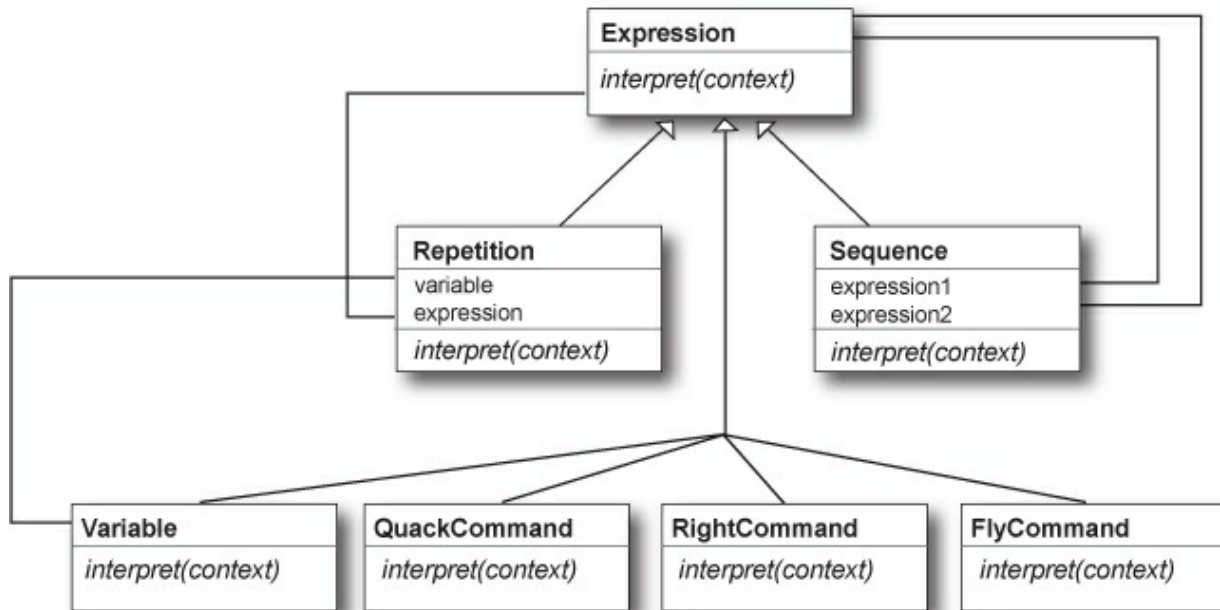 Expression
interpret(context)
Repetition
variable
expression
interpret(context)
Sequence
expression1
expression2
interpret(context)
Variable
interpret(context)
QuackCommand
interpret(context)
RightCommand
interpret(context)
FlyCommand
interpret(context)